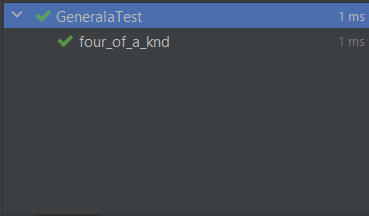 GeneralaTest 1 ms
four_of_a_knd 1 ms